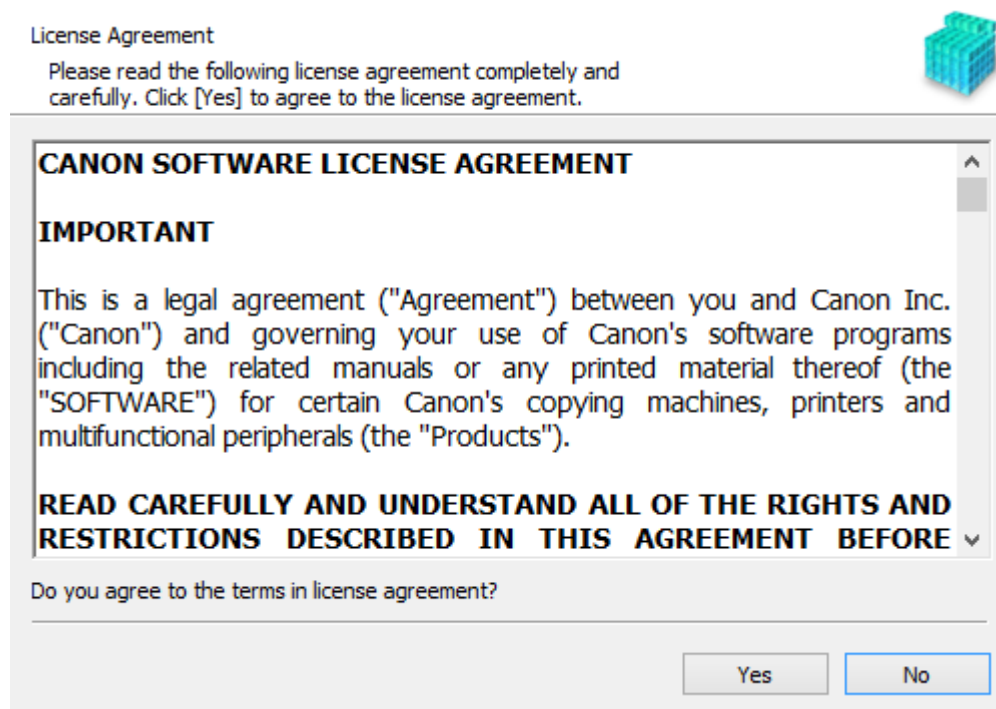 License Agreement
Please read the following license agreement completely and
carefully. Click [Yes] to agree to the license agreement.
CANON SOFTWARE LICENSE AGREEMENT
IMPORTANT
This is a legal agreement ("Agreement") between you and Canon Inc.
("Canon") and governing your use of Canon's software programs
including the related manuals or any printed material thereof (the
"SOFTWARE") for certain Canon's copying machines, printers and
multifunctional peripherals (the "Products").
READ CAREFULLY AND UNDERSTAND ALL OF THE RIGHTS AND
RESTRICTIONS DESCRIBED IN THIS AGREEMENT BEFORE
Do you agree to the terms in license agreement?
Yes No